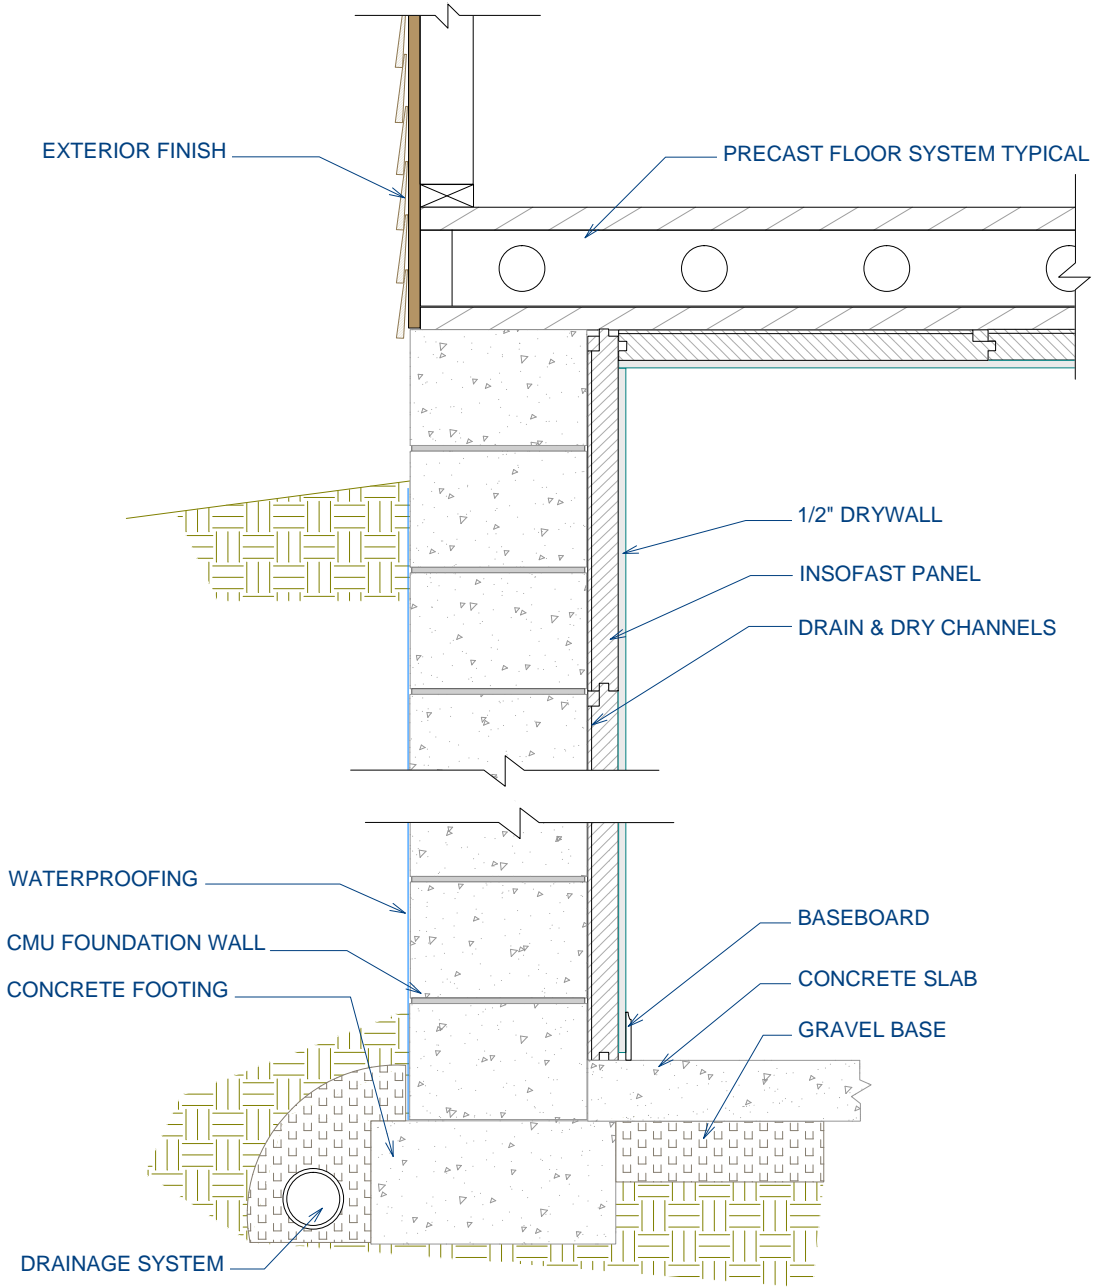 EXTERIOR FINISH
PRECAST FLOOR SYSTEM TYPICAL
1/2" DRYWALL
INSOFAST PANEL
DRAIN & DRY CHANNELS
WATERPROOFING
CMU FOUNDATION WALL
CONCRETE FOOTING
BASEBOARD
CONCRETE SLAB
GRAVEL BASE
DRAINAGE SYSTEM